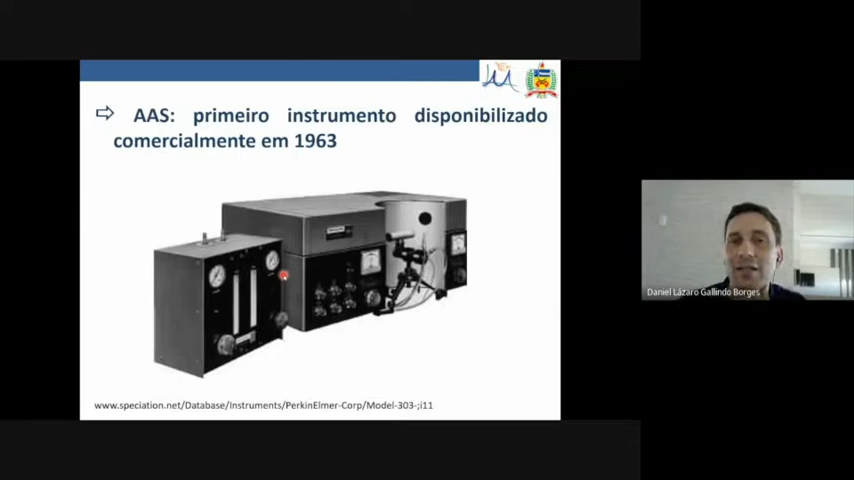 AAS: primeiro instrumento disponibilizado
comercialmente em 1963
www.speciation.net/Database/Instruments/PerkinElmer-Corp/Model-303-;i11
Daniel Lázaro Gallindo Borges